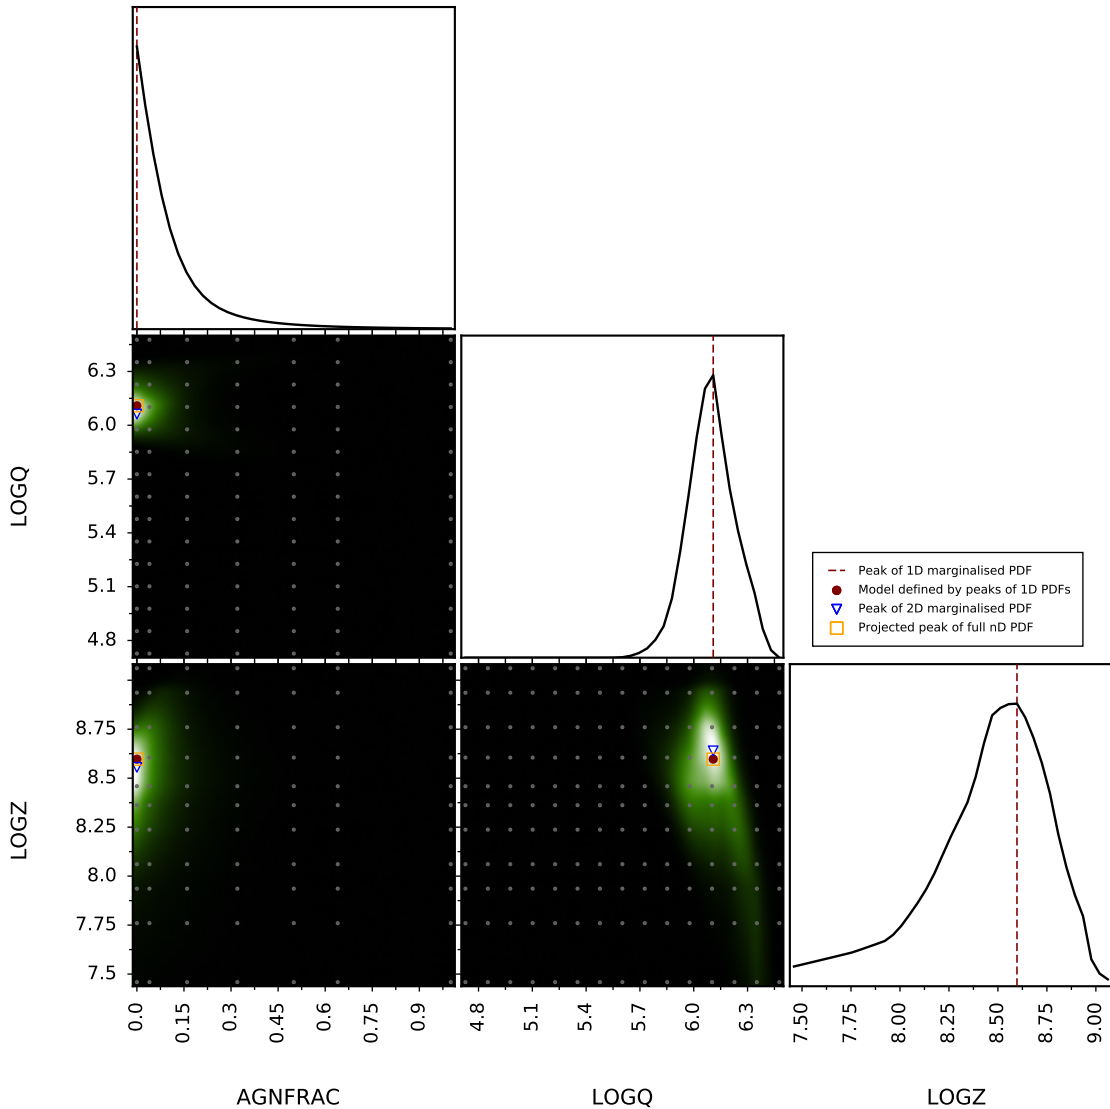 6.3
6.0
5.7
5.4
5.1
4.8
LOGQ
Peak of 1D marginalised PDF
Model defined by peaks of 1D PDFs
Peak of 2D marginalised PDF
Projected peak of full nD PDF
8.75
8.5
8.25
8.0
7.75
7.5
LOGZ
0.0 0.15 0.3 0.45 0.6 0.75 0.9
4.8 5.1 5.4 5.7 6.0 6.3
7.50 7.75 8.00 8.25 8.50 8.75 9.00
AGNFRAC LOGQ LOGZ